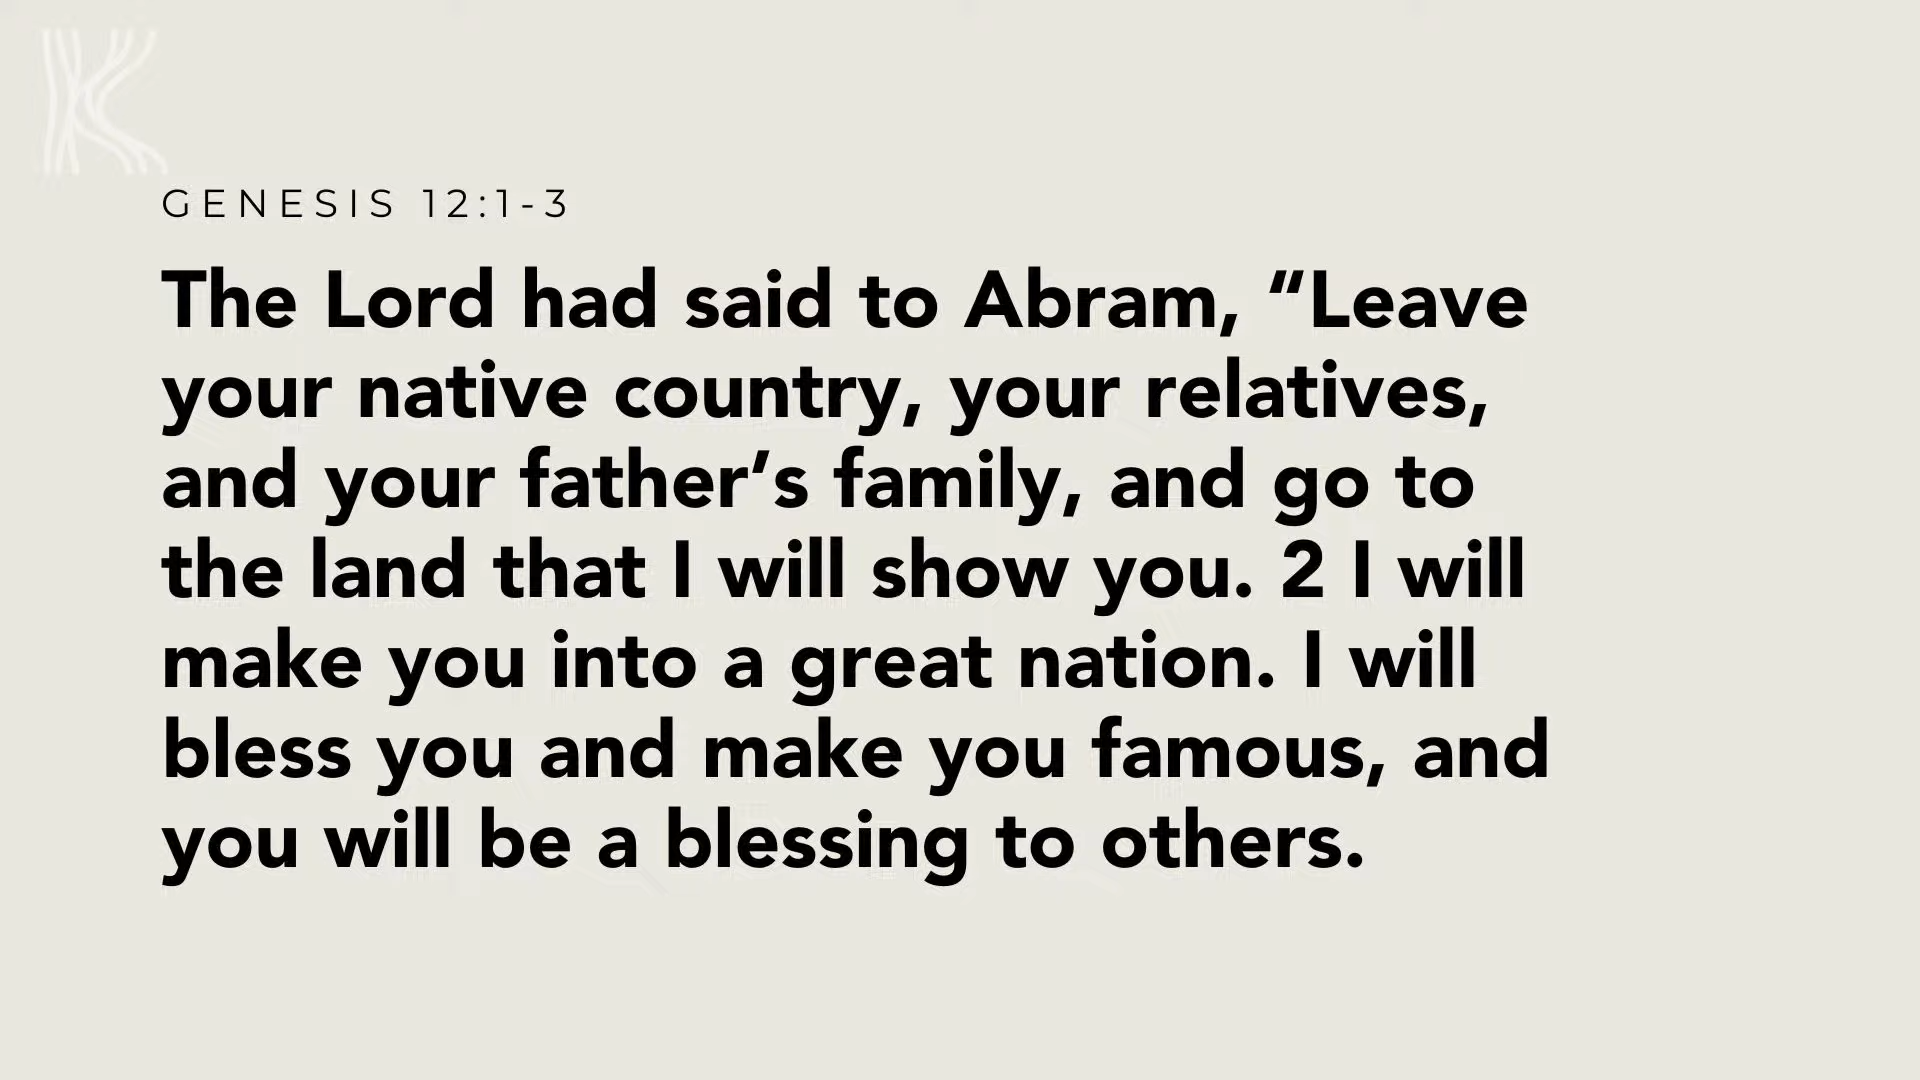 K
GENESIS 12:1-3
The Lord had said to Abram, “Leave
your native country, your relatives,
and your father’s family, and go to
the land that I will show you. 2 I will
make you into a great nation. I will
bless you and make you famous, and
you will be a blessing to others.